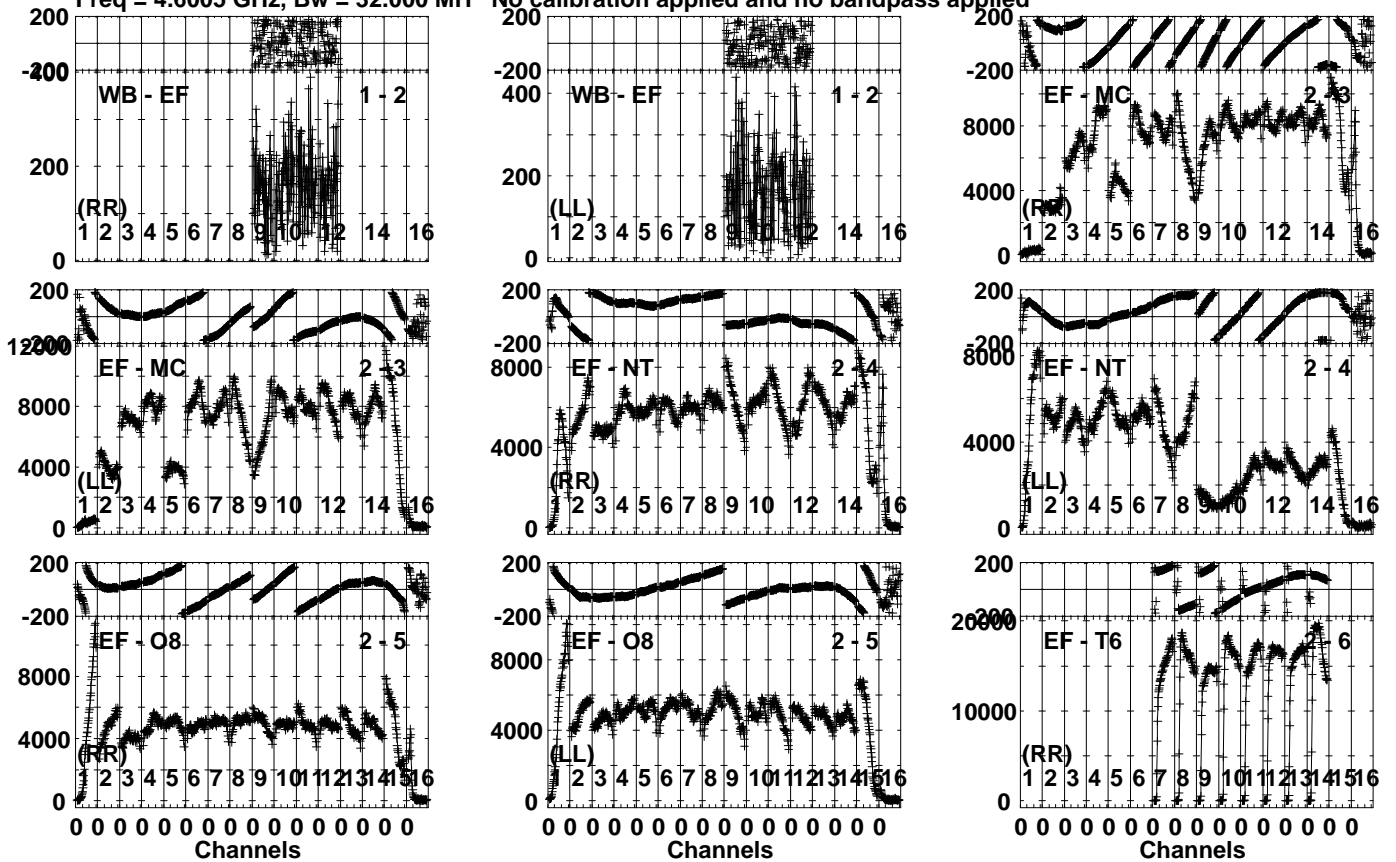 Freq = 4.6005 GHz, Bw = 32.000 MH No calibration applied and no bandpass applied
200 200 200
-200 -200 -200
400 WB - EF 1 - 2
400 WB - EF 1 - 2
EF - MC 2 - 3
8000
200 200 4000
(RR) (LL) (RR)
1 2 3 4 5 6 7 8 9 10 12 14 16
1 2 3 4 5 6 7 8 9 10 12 14 16
1 2 3 4 5 6 7 8 9 10 12 14 16
0 0 0
200 200 200
-200 -200 -200
12000 EF - MC 2 - 3
8000 EF - NT 2 - 4
8000 EF - NT 2 - 4
8000
4000 4000 4000
(LL) (RR) (LL)
1 2 3 4 5 6 7 8 9 10 12 14 16
1 2 3 4 5 6 7 8 9 10 12 14 16
1 2 3 4 5 6 7 8 9 10 12 14 16
0 0 0
200 200 200
-200 -200 -200
EF - O8 2 - 5
EF - O8 2 - 5
20000 EF - T6 2 - 6
8000 8000 10000
4000 4000
(RR) (LL) (RR)
1 2 3 4 5 6 7 8 9 10 11 12 13 14 15 16
1 2 3 4 5 6 7 8 9 10 11 12 13 14 15 16
1 2 3 4 5 6 7 8 9 10 11 12 13 14 15 16
0 0 0
0 0 0 0 0 0 0 0 0 0 0 0 0 0 0 0
0 0 0 0 0 0 0 0 0 0 0 0 0 0 0 0
0 0 0 0 0 0 0 0 0 0 0 0 0 0 0 0
Channels Channels Channels